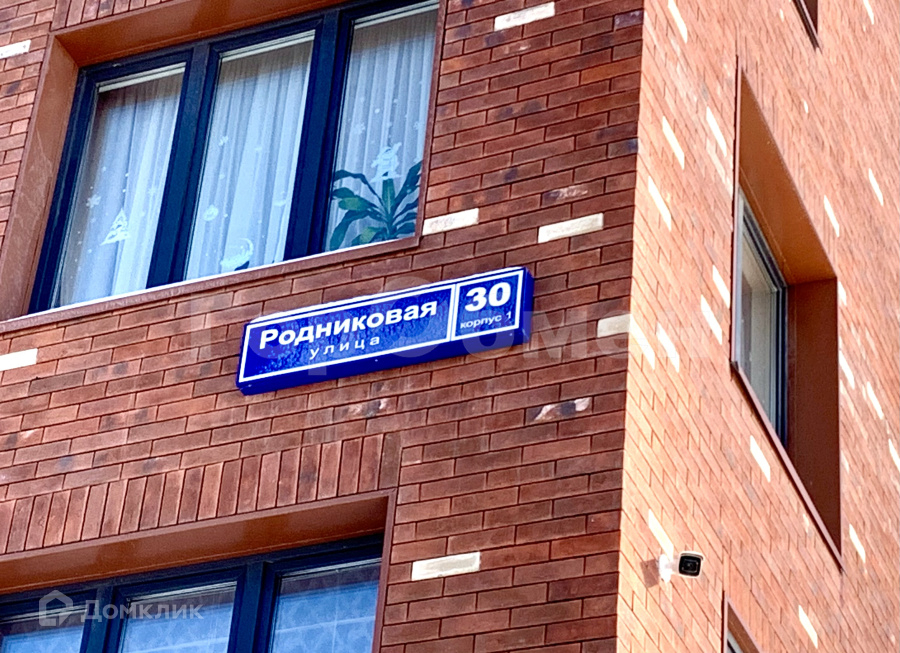 Родниковая
улица
30
корпус 1
Домклик